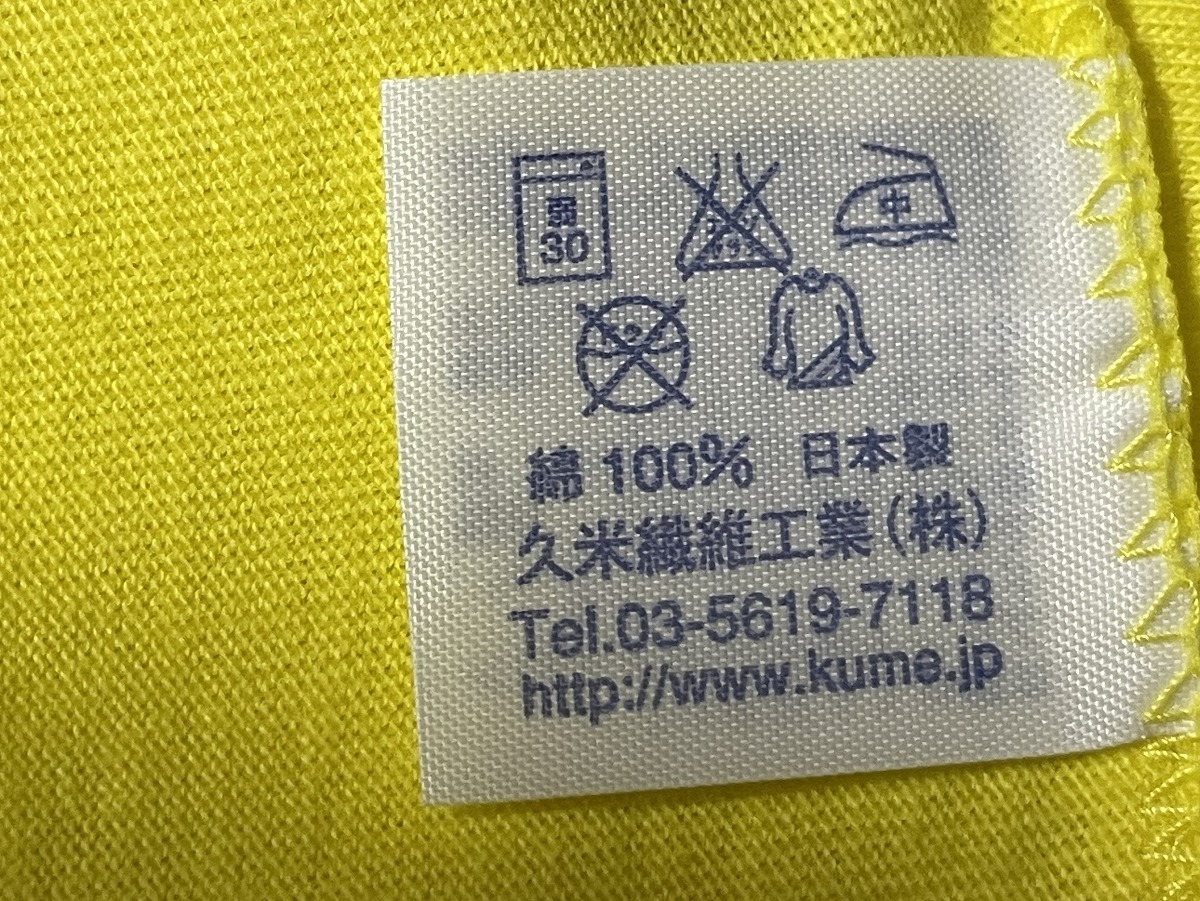 弱
30
中
綿 100% 日本製
久米繊維工業(株)
Tel.03-5619-7118
http://www.kume.jp